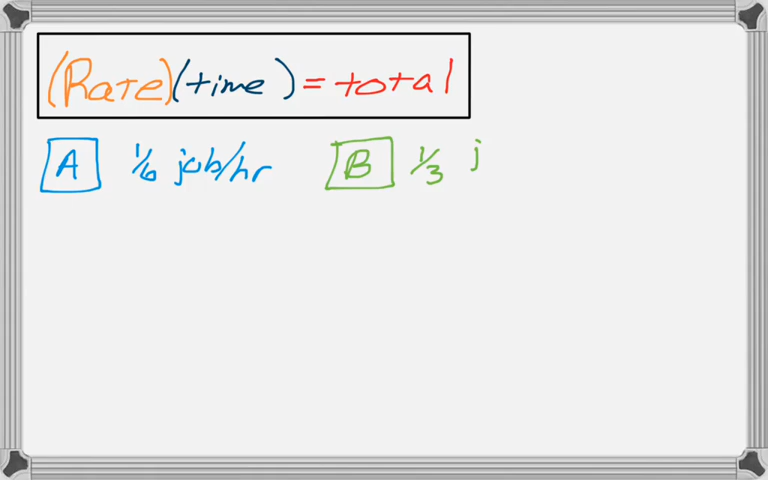 (Rate)(time) = total
A 1/6 job/hr B 1/3 j